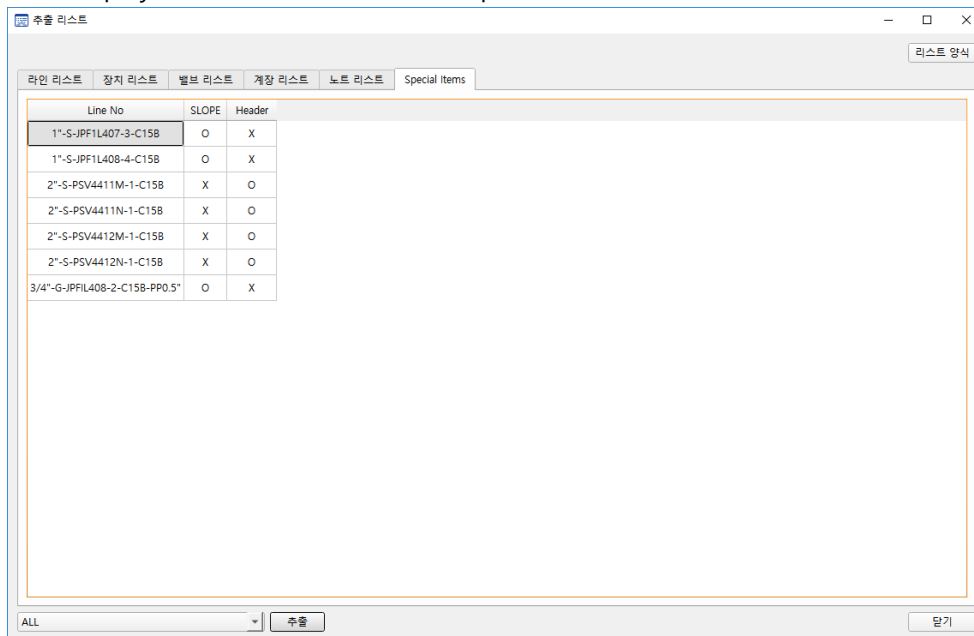 추출 리스트
리스트 양식
라인 리스트 장치 리스트 밸브 리스트 계장 리스트 노트 리스트 Special Items
Line No SLOPE Header
1"-S-JPF1L407-3-C15B O X
1"-S-JPF1L408-4-C15B O X
2"-S-PSV4411M-1-C15B X O
2"-S-PSV4411N-1-C15B X O
2"-S-PSV4412M-1-C15B X O
2"-S-PSV4412N-1-C15B X O
3/4"-G-JPFIL408-2-C15B-PP0.5" O X
ALL 추출 닫기